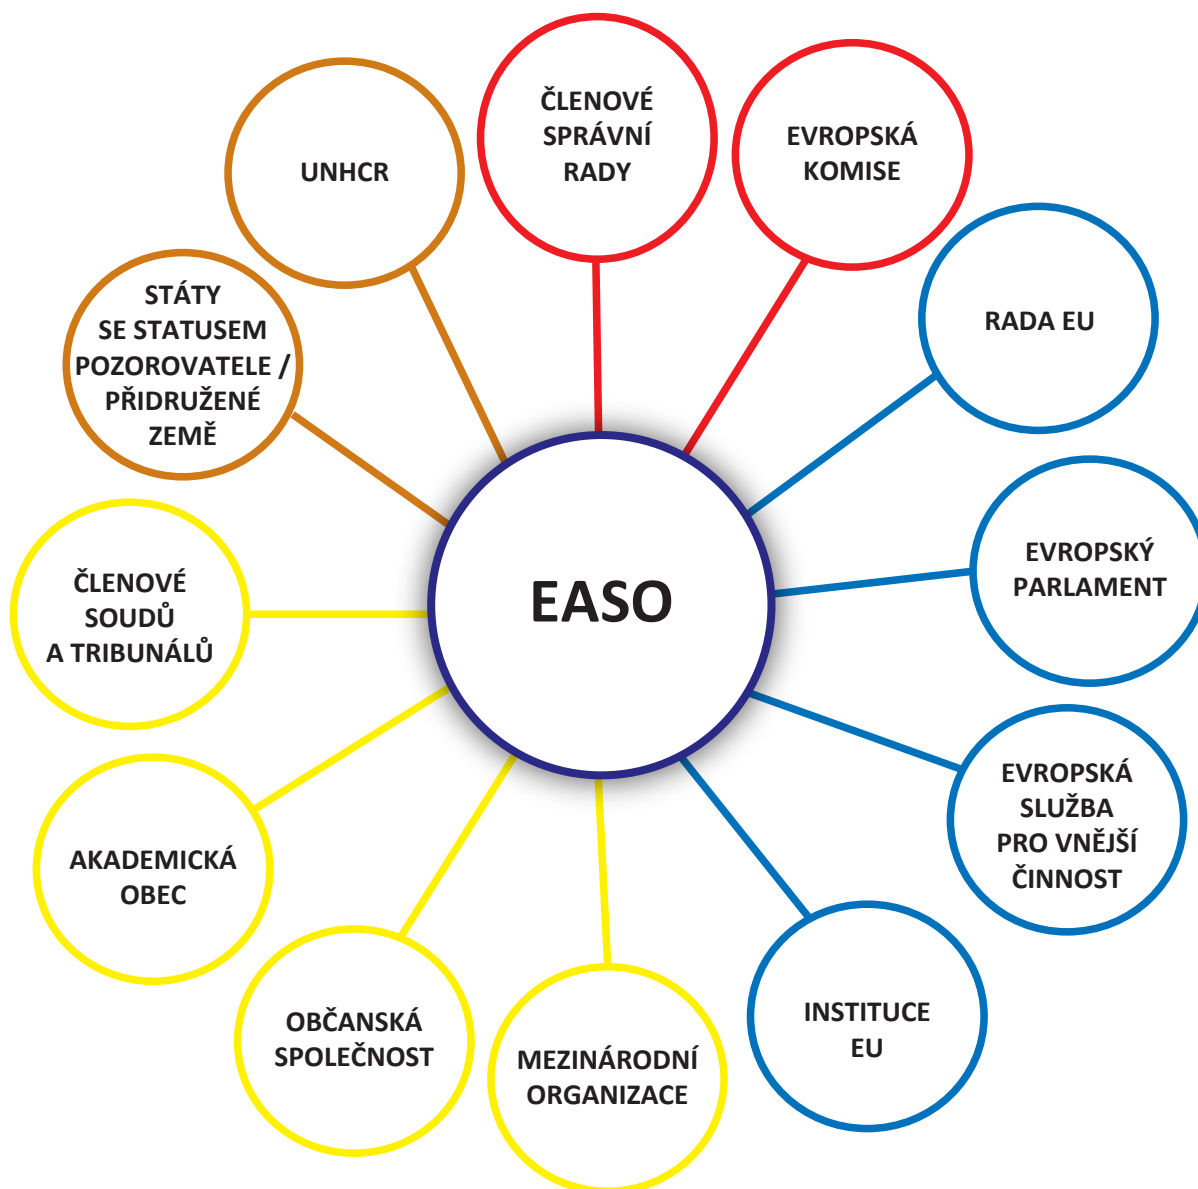 ČLENOVÉ
SPRÁVNÍ
RADY
EVROPSKÁ
KOMISE
UNHCR
RADA EU
STÁTY
SE STATUSEM
POZOROVATELE /
PŘIDRUŽENÉ
ZEMĚ
EVROPSKÝ
PARLAMENT
EASO
ČLENOVÉ
SOUDŮ
A TRIBUNÁLŮ
EVROPSKÁ
SLUŽBA
PRO VNĚJŠÍ
ČINNOST
AKADEMICKÁ
OBEC
INSTITUCE
EU
OBČANSKÁ
SPOLEČNOST
MEZINÁRODNÍ
ORGANIZACE